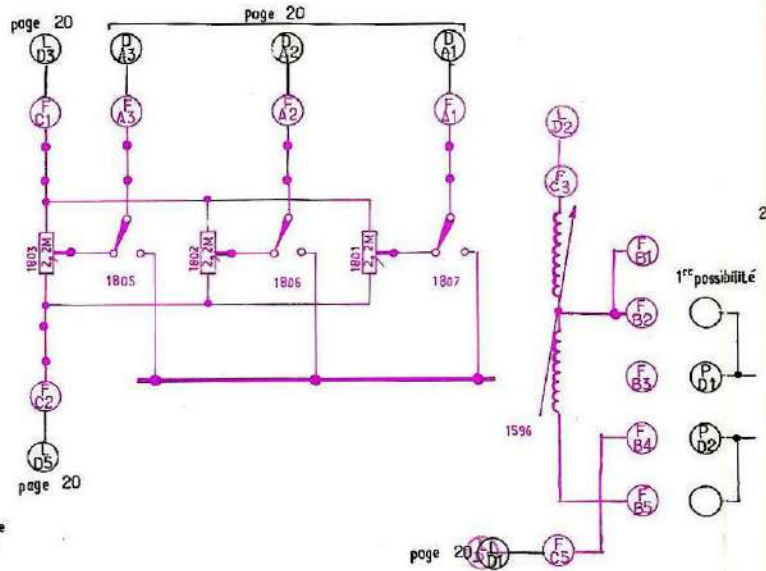 page 20
page 20
L D3
D A3
D A2
D A1
F C1
F A3
F A2
F A1
L D2
F C3
2
1803
2,2M
1805
1802
2,2M
1806
1801
2,2M
1807
F B1
1re possibilité
F B2
F B3
P D1
F C2
1596
F B4
P D2
L D5
page 20
F B5
e
page 20
D D1
F C5